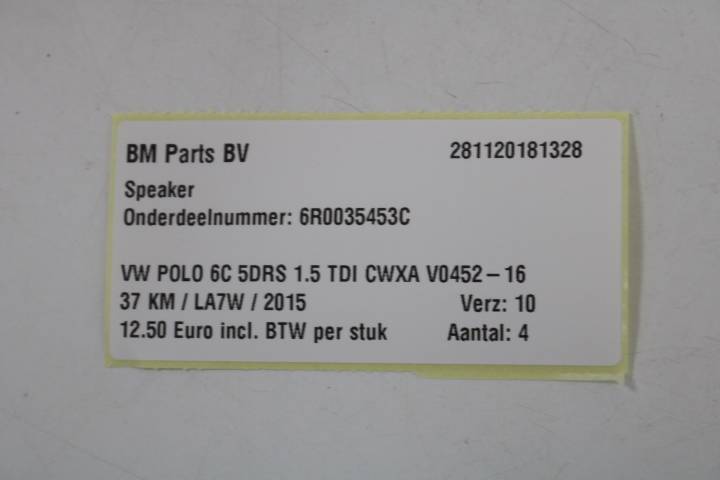 BM Parts BV 281120181328
Speaker
Onderdeelnummer: 6R0035453C
VW POLO 6C 5DRS 1.5 TDI CWXA V0452-16
37 KM / LA7W / 2015 Verz: 10
12.50 Euro incl. BTW per stuk Aantal: 4